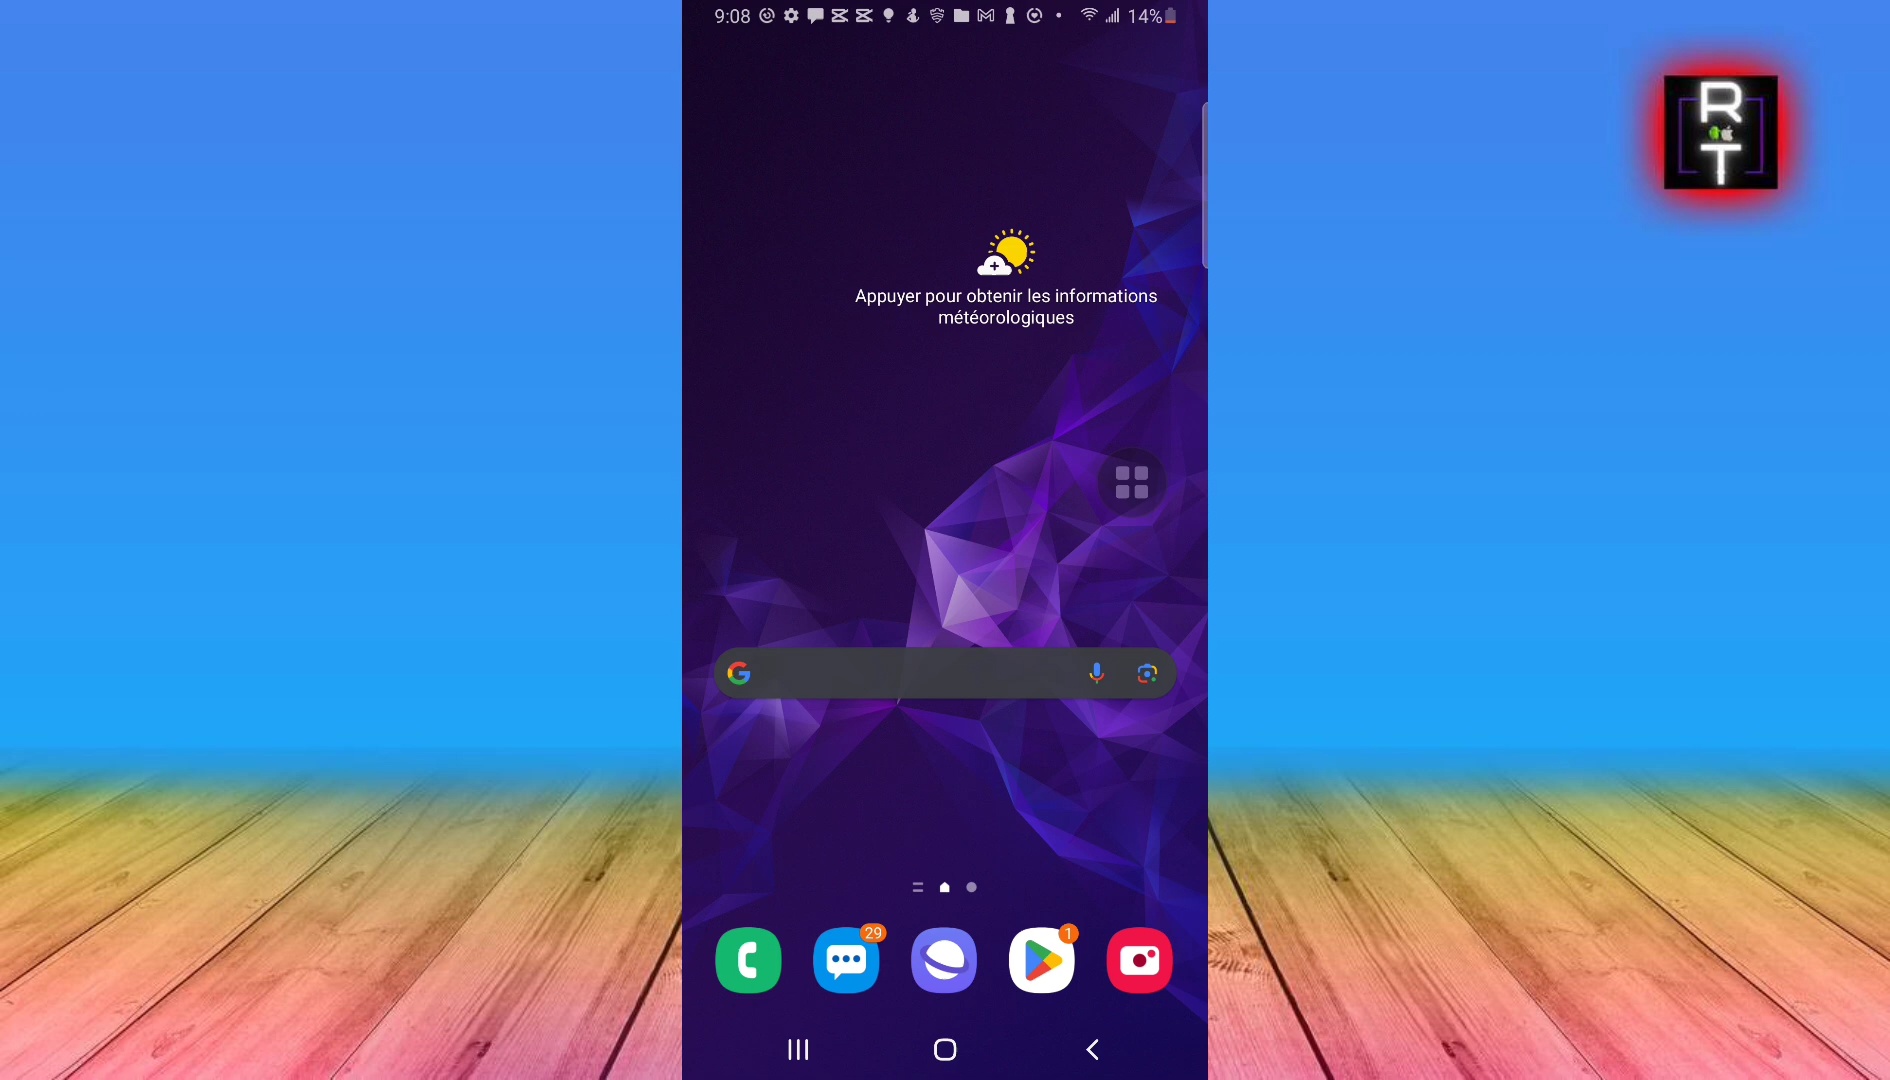 9:08
14%
R
T
Appuyer pour obtenir les informations
météorologiques
29
1